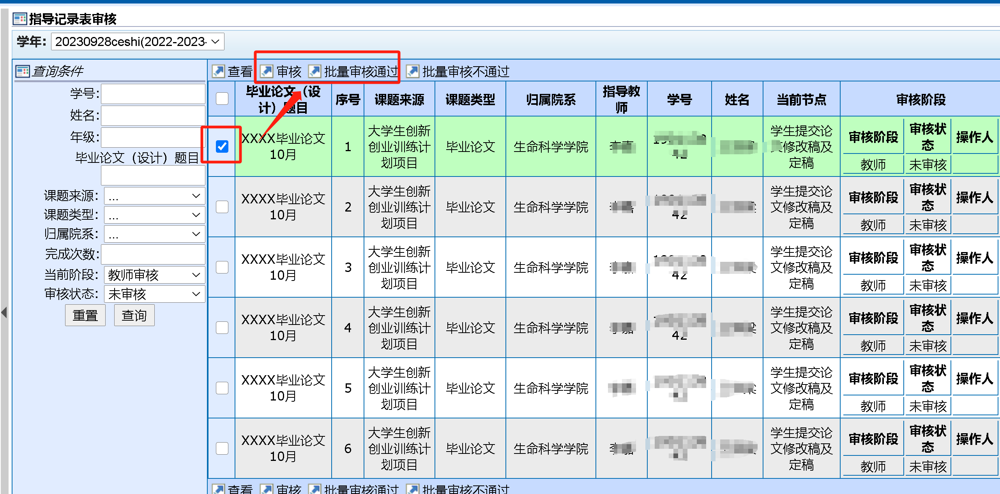 指导记录表审核
学年: 20230928ceshi(2022-2023-
查询条件
学号:
姓名:
年级:
毕业论文（设计）题目
课题来源: ...
课题类型: ...
归属院系: ...
完成次数:
当前阶段: 教师审核
审核状态: 未审核
重置 查询
查看 审核 批量审核通过 批量审核不通过
毕业论文（设计）题目 序号 课题来源 课题类型 归属院系 指导教师 学号 姓名 当前节点 审核阶段
XXXX毕业论文10月 1 大学生创新创业训练计划项目 毕业论文 生命科学学院 学生提交论文修改稿及定稿 审核阶段 审核状态 操作人
教师 未审核
XXXX毕业论文10月 2 大学生创新创业训练计划项目 毕业论文 生命科学学院 42 学生提交论文修改稿及定稿 审核阶段 审核状态 操作人
教师 未审核
XXXX毕业论文10月 3 大学生创新创业训练计划项目 毕业论文 生命科学学院 42 学生提交论文修改稿及定稿 审核阶段 审核状态 操作人
教师 未审核
XXXX毕业论文10月 4 大学生创新创业训练计划项目 毕业论文 生命科学学院 42 学生提交论文修改稿及定稿 审核阶段 审核状态 操作人
教师 未审核
XXXX毕业论文10月 5 大学生创新创业训练计划项目 毕业论文 生命科学学院 学生提交论文修改稿及定稿 审核阶段 审核状态 操作人
教师 未审核
XXXX毕业论文10月 6 大学生创新创业训练计划项目 毕业论文 生命科学学院 学生提交论文修改稿及定稿 审核阶段 审核状态 操作人
教师 未审核
查看 审核 批量审核通过 批量审核不通过